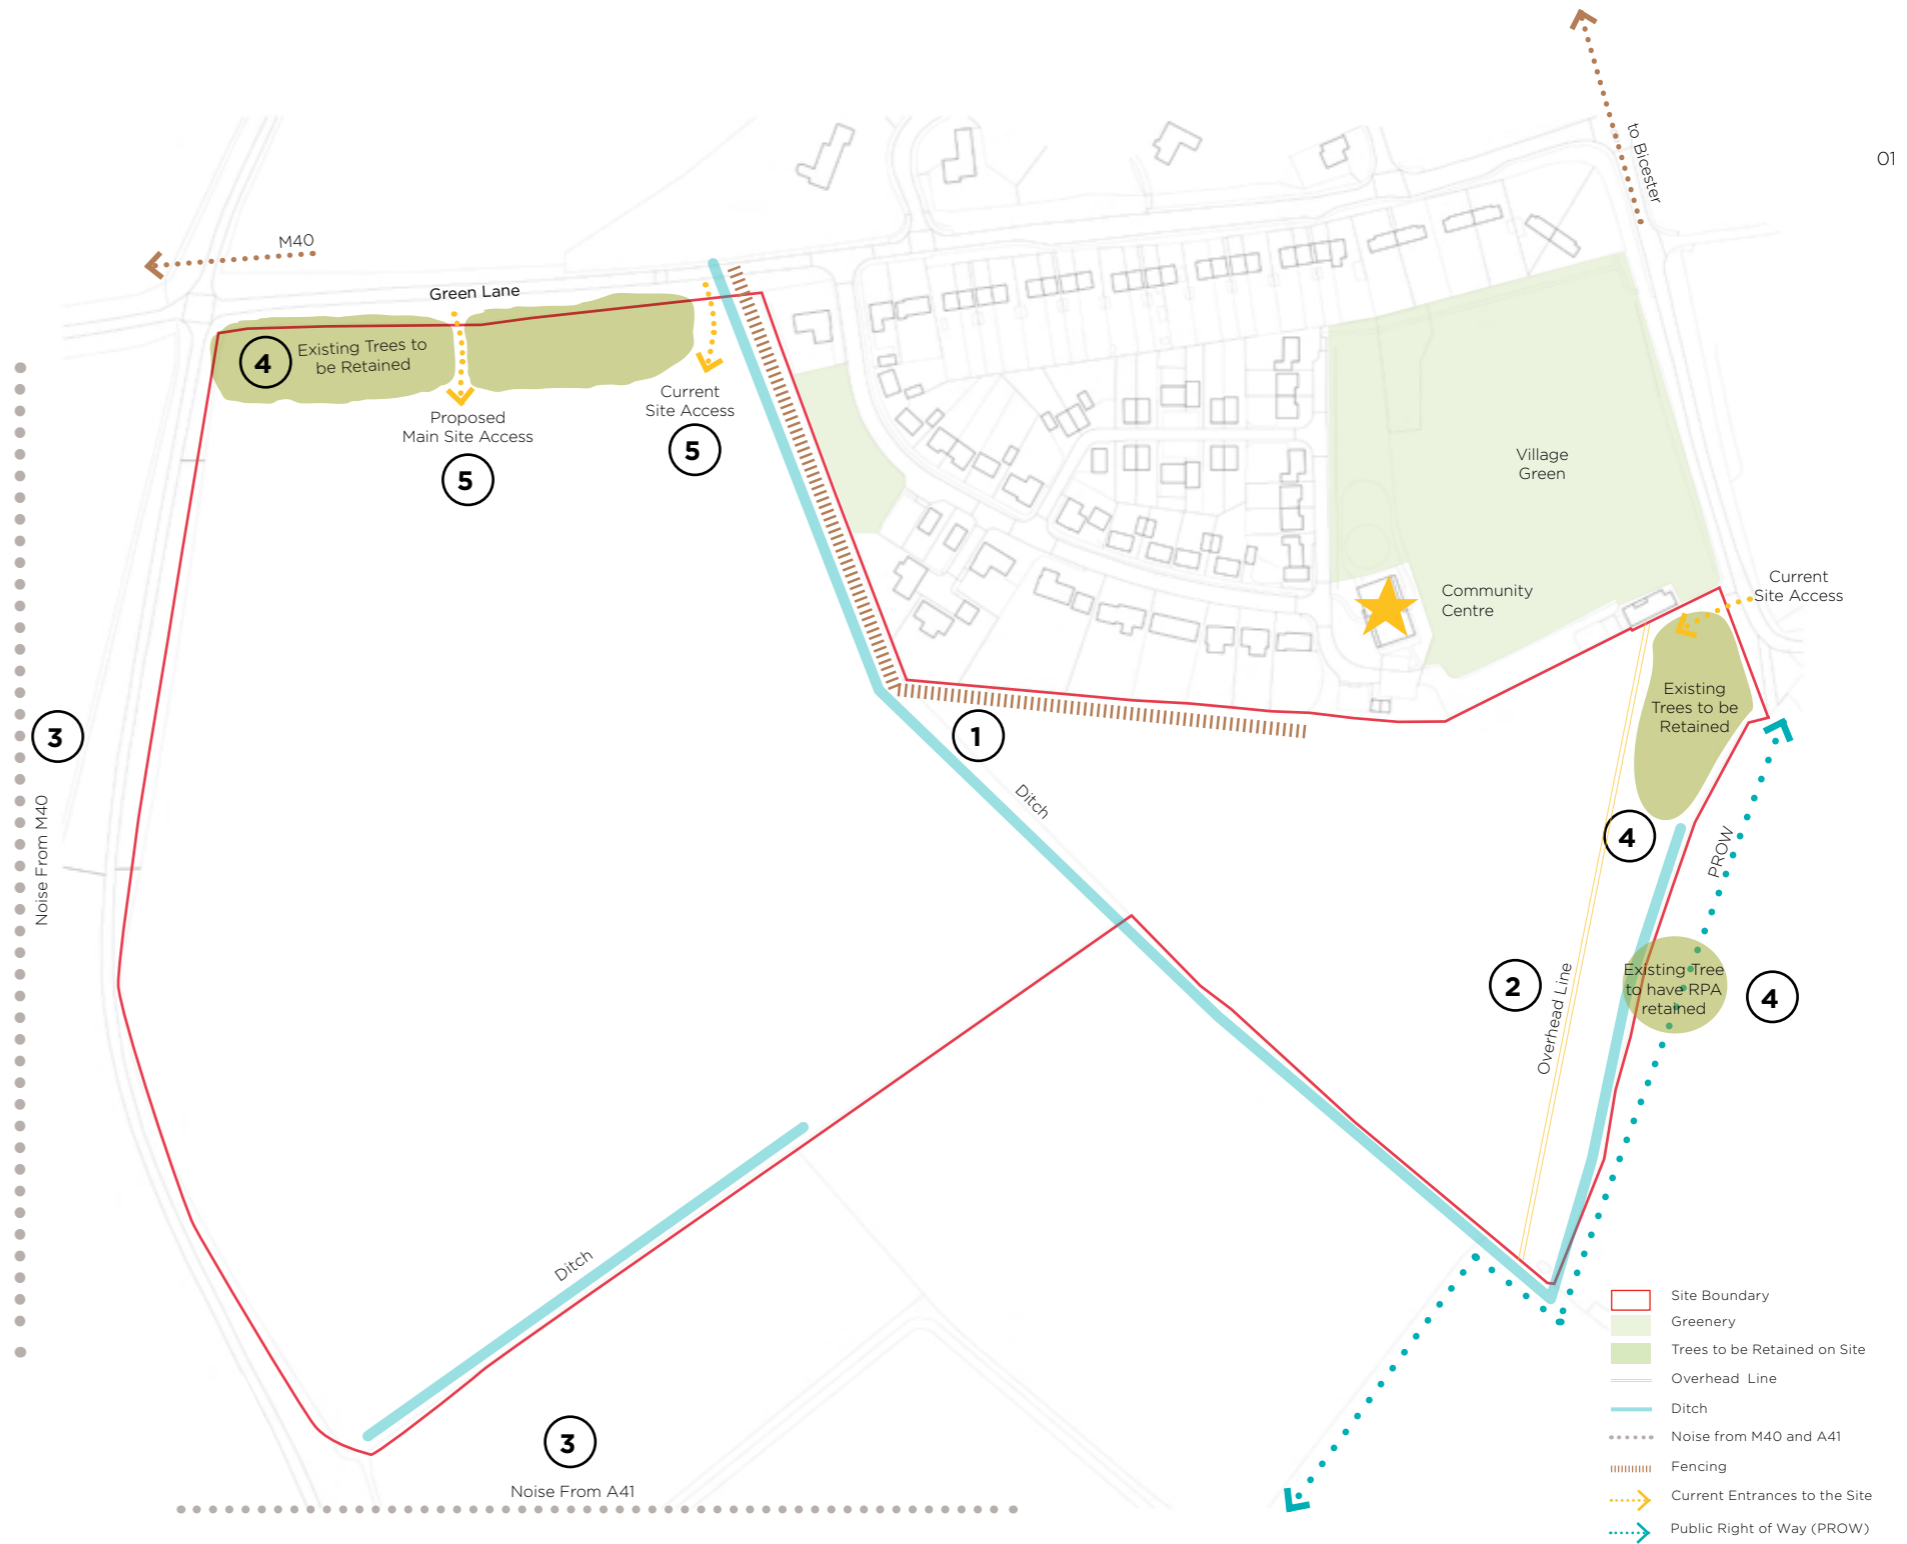 to Bicester
01
M40
Green Lane
4
Existing Trees to
be Retained
Proposed
Main Site Access
5
Current
Site Access
5
Village
Green
Community
Centre
Current
Site Access
Existing
Trees to be
Retained
3
Noise From M40
1
Ditch
4
PROW
2
Overhead Line
Existing Tree
to have RPA
retained
4
Ditch
3
Noise From A41
Site Boundary
Greenery
Trees to be Retained on Site
Overhead Line
Ditch
Noise from M40 and A41
Fencing
Current Entrances to the Site
Public Right of Way (PROW)